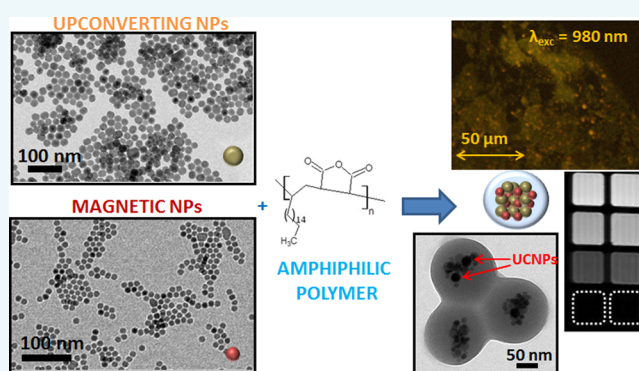 UPCONVERTING NPs
100 nm
MAGNETIC NPs
100 nm
+
O
O
O
n
14
H₃C
AMPHIPHILIC
POLYMER
λexc = 980 nm
50 µm
UCNPs
50 nm